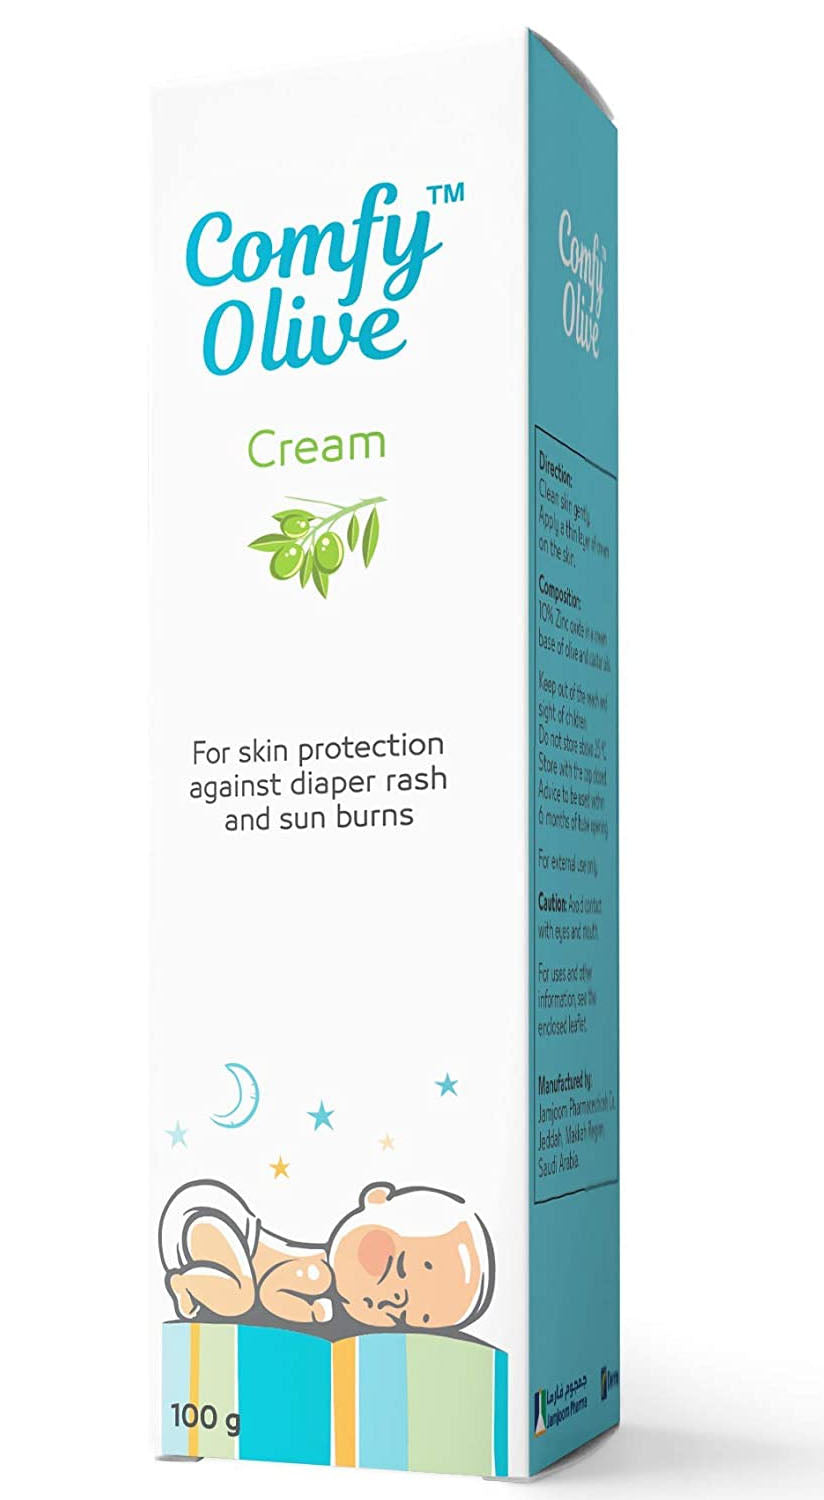 Comfy™
Olive
Cream
For skin protection
against diaper rash
and sun burns
100 g
Comfy™
Olive
Direction:
Clean skin gently.
Apply a thin layer of cream
on the skin.
Composition:
10% Zinc oxide in a cream
base of olive and castor oils.
Keep out of the reach and
sight of children.
Do not store above 25°C
Store with the cap closed.
Advice to be used within
6 months of tube opening
For external use only.
Caution: Avoid contact
with eyes and mouth.
For uses and other
information, see the
enclosed leaflet
Manufactured by:
Jamjoom Pharmaceuticals Co.,
Jeddah, Makkah Region,
Saudi Arabia.
جمجوم فارما
Jamjoom Pharma